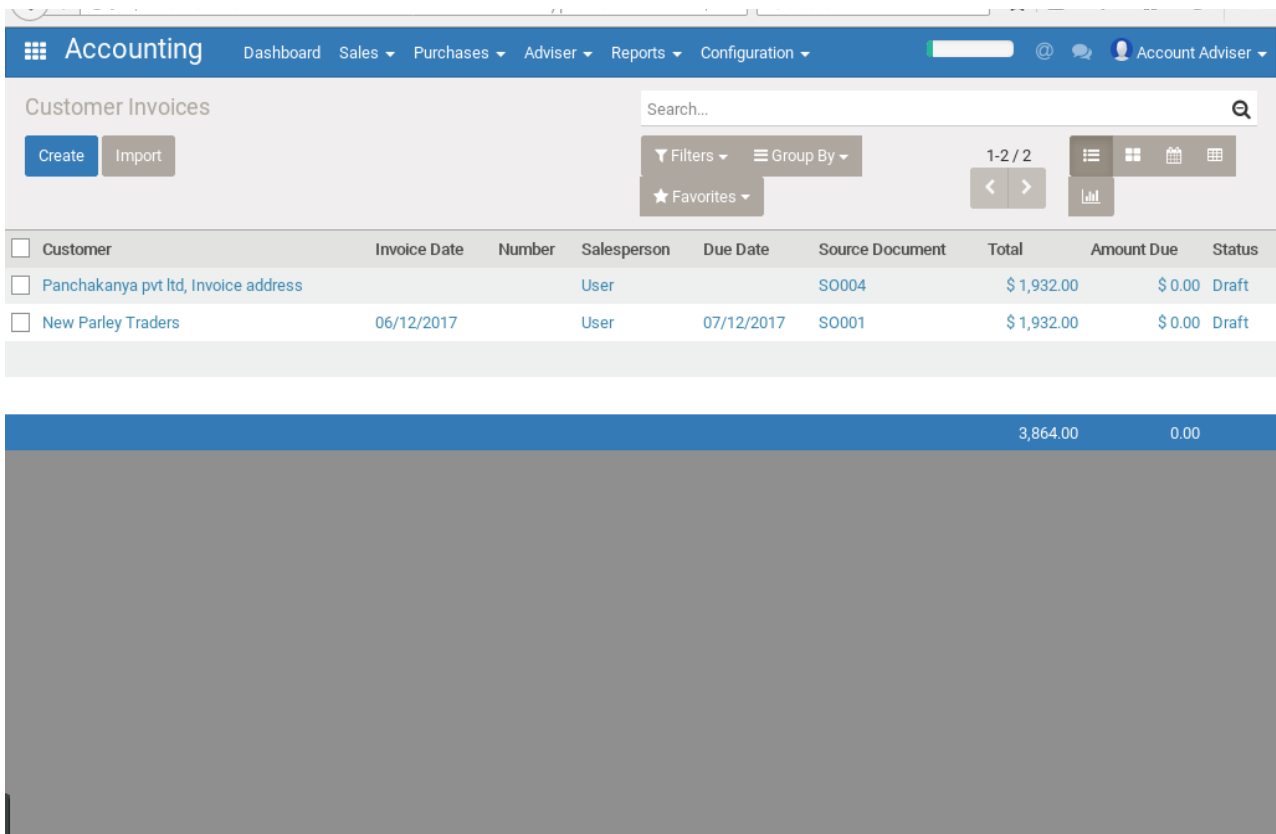 Accounting Dashboard Sales Purchases Adviser Reports Configuration @ Account Adviser
Customer Invoices
Search...
Create Import
Filters Group By 1-2 / 2
Favorites
Customer Invoice Date Number Salesperson Due Date Source Document Total Amount Due Status
Panchakanya pvt ltd, Invoice address User SO004 $ 1,932.00 $ 0.00 Draft
New Parley Traders 06/12/2017 User 07/12/2017 SO001 $ 1,932.00 $ 0.00 Draft
3,864.00 0.00